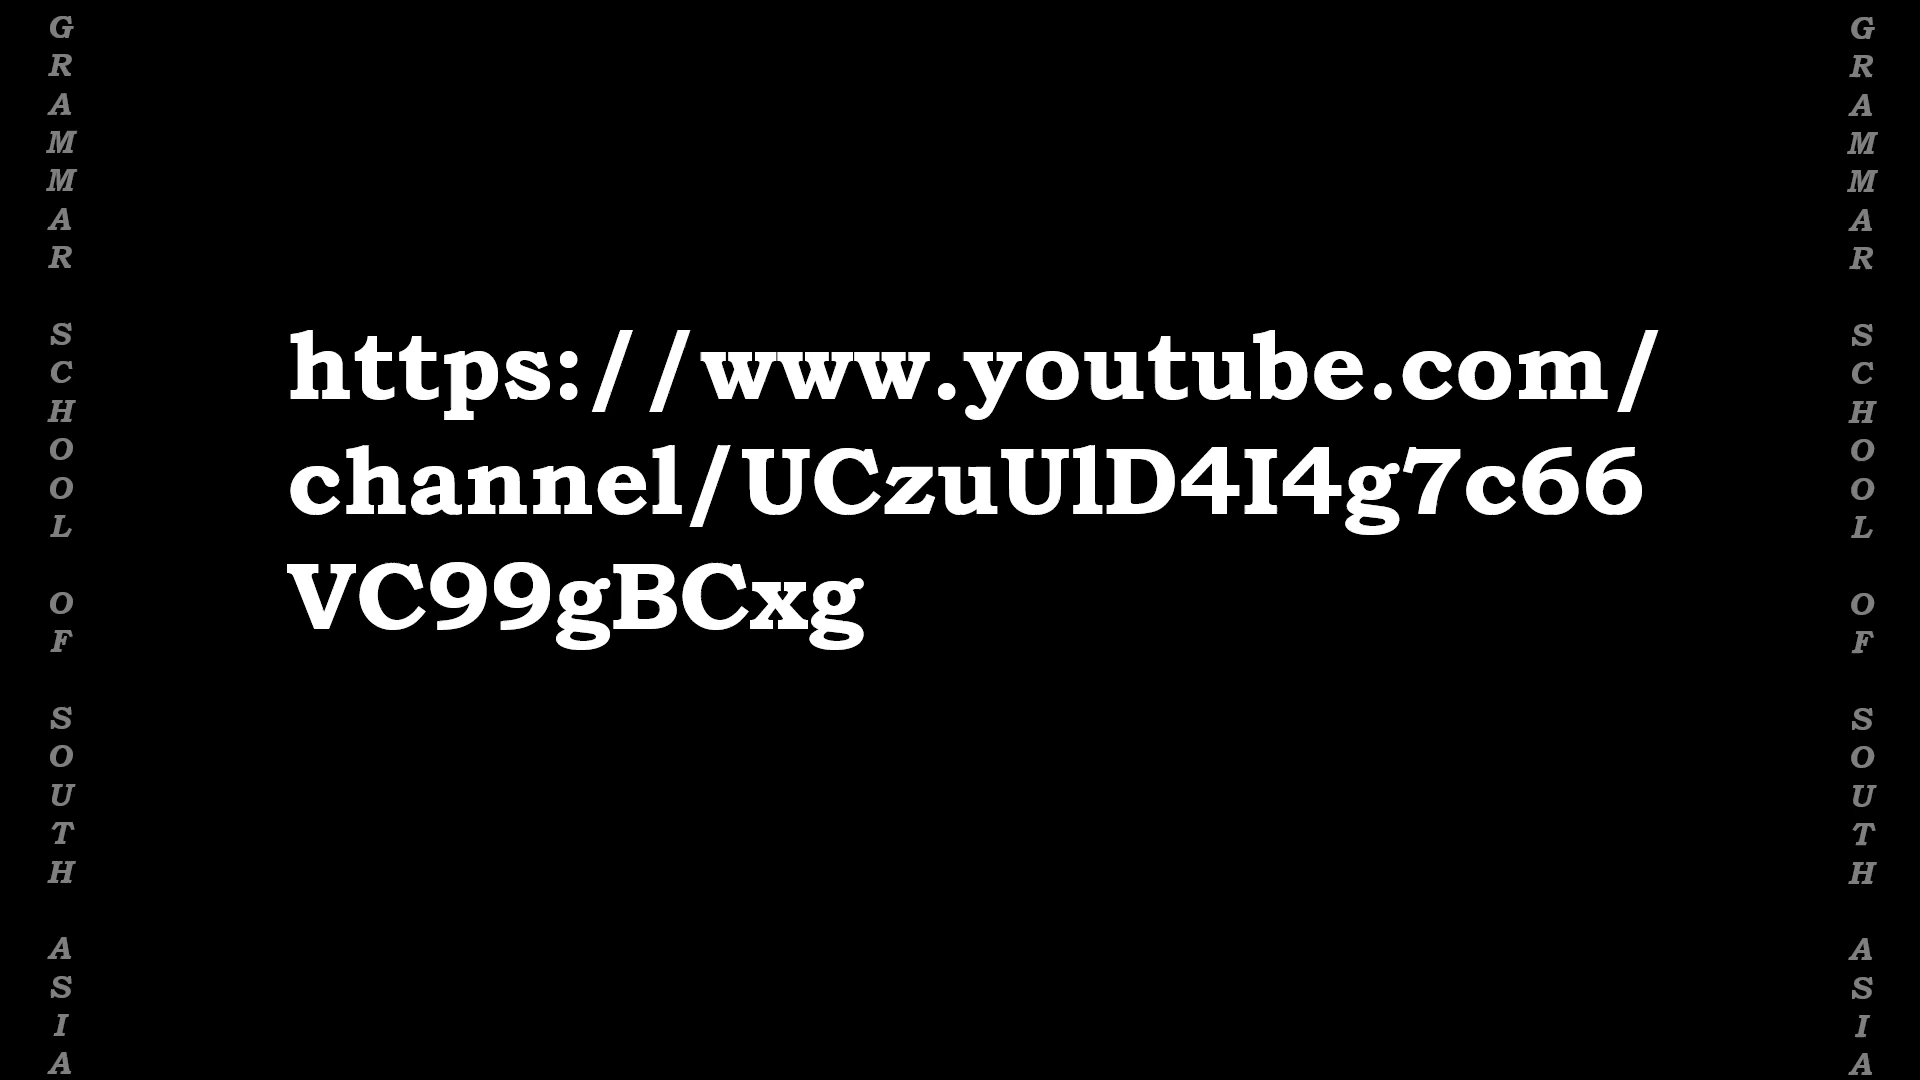 GRAMMAR SCHOOL OF SOUTH ASIA
https://www.youtube.com/
channel/UCzuUlD4I4g7c66
VC99gBCxg
GRAMMAR SCHOOL OF SOUTH ASIA